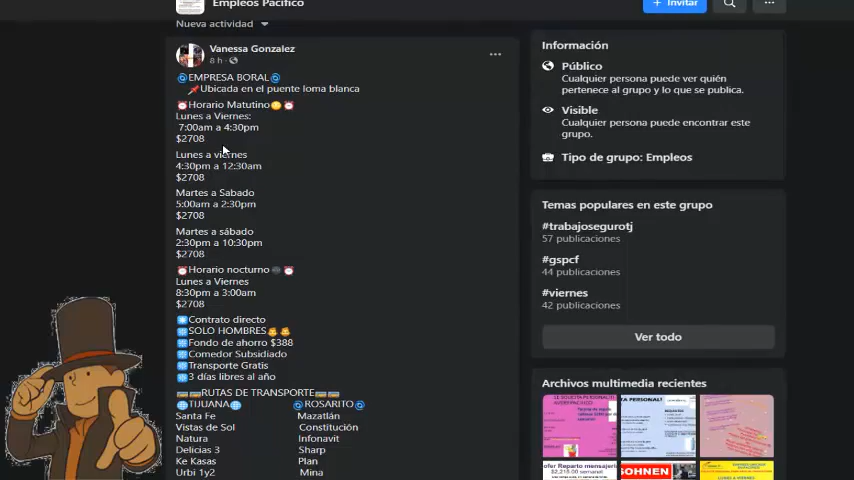 Empleos Pacifico
Invitar
Nueva actividad
Vanessa Gonzalez
8 h
EMPRESA BORAL
Ubicada en el puente loma blanca
Horario Matutino
Lunes a Viernes:
7:00am a 4:30pm
$2708
Lunes a viernes
4:30pm a 12:30am
$2708
Martes a Sabado
5:00am a 2:30pm
$2708
Martes a sábado
2:30pm a 10:30pm
$2708
Horario nocturno
Lunes a Viernes
8:30pm a 3:00am
$2708
Contrato directo
SOLO HOMBRES
Fondo de ahorro $388
Comedor Subsidiado
Transporte Gratis
3 días libres al año
RUTAS DE TRANSPORTE
TIJUANA ROSARITO
Santa Fe Mazatlán
Vistas de Sol Constitución
Natura Infonavit
Delicias 3 Sharp
Ke Kasas Plan
Urbi 1y2 Mina
Información
Público
Cualquier persona puede ver quién
pertenece al grupo y lo que se publica.
Visible
Cualquier persona puede encontrar este
grupo.
Tipo de grupo: Empleos
Temas populares en este grupo
#trabajosegurotj
57 publicaciones
#gspcf
44 publicaciones
#viernes
42 publicaciones
Ver todo
Archivos multimedia recientes
SOHNEN